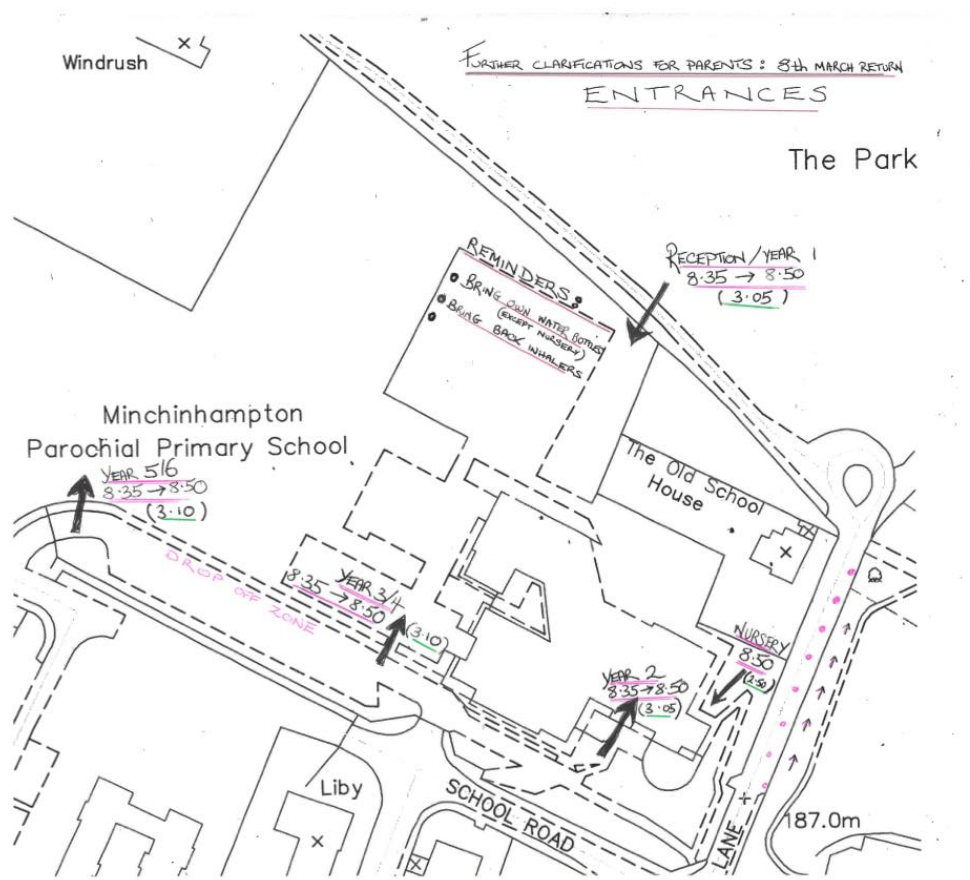 FURTHER CLARIFICATIONS FOR PARENTS: 8th MARCH RETURN
ENTRANCES
Windrush
The Park
RECEPTION/YEAR 1
8.35 → 8.50
(3.05)
REMINDERS:
• BRING OWN WATER BOTTLES
(EXCEPT NURSERY)
• BRING BACK INHALERS
•
Minchinhampton
Parochial Primary School
YEAR 5/6
8.35 → 8.50
(3.10)
The Old School
House
DROP OFF ZONE
YEAR 3/4
8.35 → 8.50
(3.10)
NURSERY
8.50
(2.50)
YEAR 2
8.35 → 8.50
(3.05)
Liby
SCHOOL ROAD
LANE
187.0m